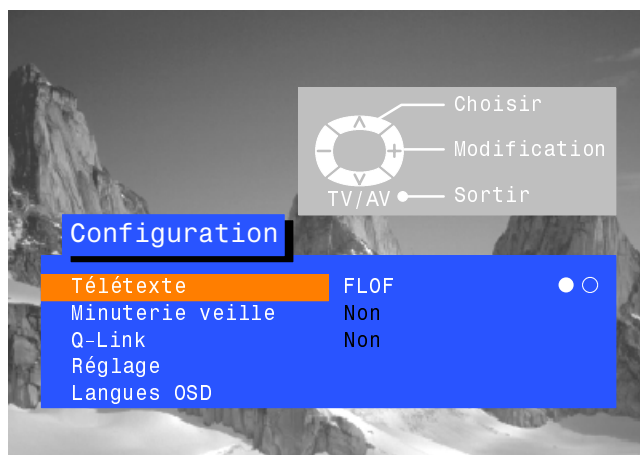 Choisir
Modification
TV/AV Sortir
Configuration
Télétexte FLOF
Minuterie veille Non
Q-Link Non
Réglage
Langues OSD